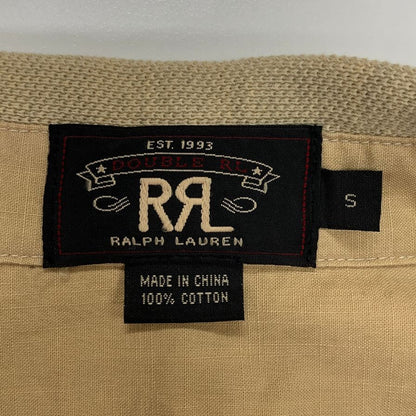 EST. 1993
DOUBLE RL
RRL
RALPH LAUREN
S
MADE IN CHINA
100% COTTON